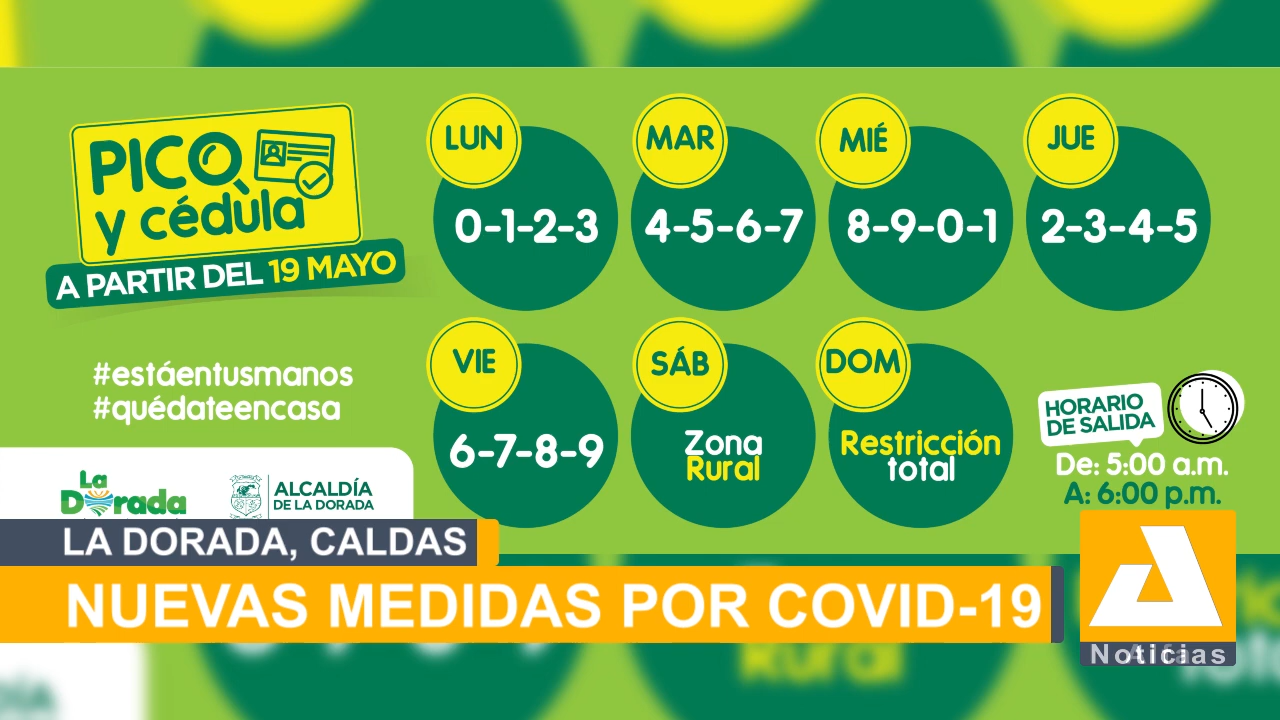 PICO
y cédùla
A PARTIR DEL 19 MAYO
#estáentusmanos
#quédateencasa
La
Dorada
ALCALDÍA
DE LA DORADA
LUN
0-1-2-3
MAR
4-5-6-7
MIÉ
8-9-0-1
JUE
2-3-4-5
VIE
6-7-8-9
SÁB
Zona
Rural
DOM
Restricción
total
HORARIO
DE SALIDA
De: 5:00 a.m.
A: 6:00 p.m.
LA DORADA, CALDAS
NUEVAS MEDIDAS POR COVID-19
Noticias